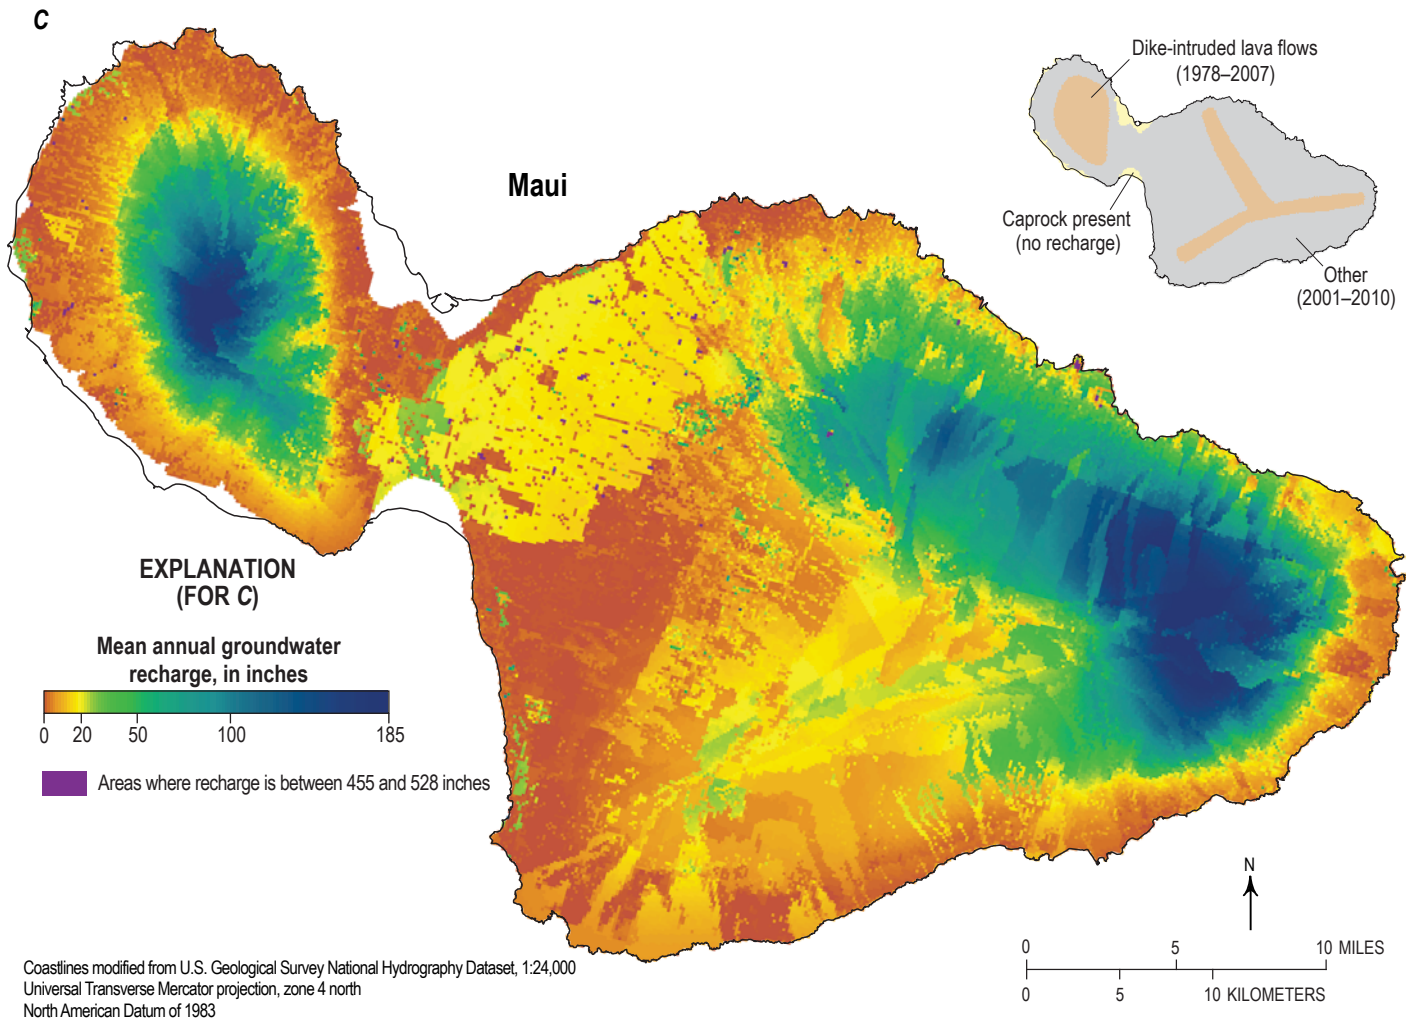 C
Dike-intruded lava flows
(1978–2007)
Maui
Caprock present
(no recharge)
Other
(2001–2010)
EXPLANATION
(FOR C)
Mean annual groundwater
recharge, in inches
0 20 50 100 185
Areas where recharge is between 455 and 528 inches
N
0 5 10 MILES
0 5 10 KILOMETERS
Coastlines modified from U.S. Geological Survey National Hydrography Dataset, 1:24,000
Universal Transverse Mercator projection, zone 4 north
North American Datum of 1983